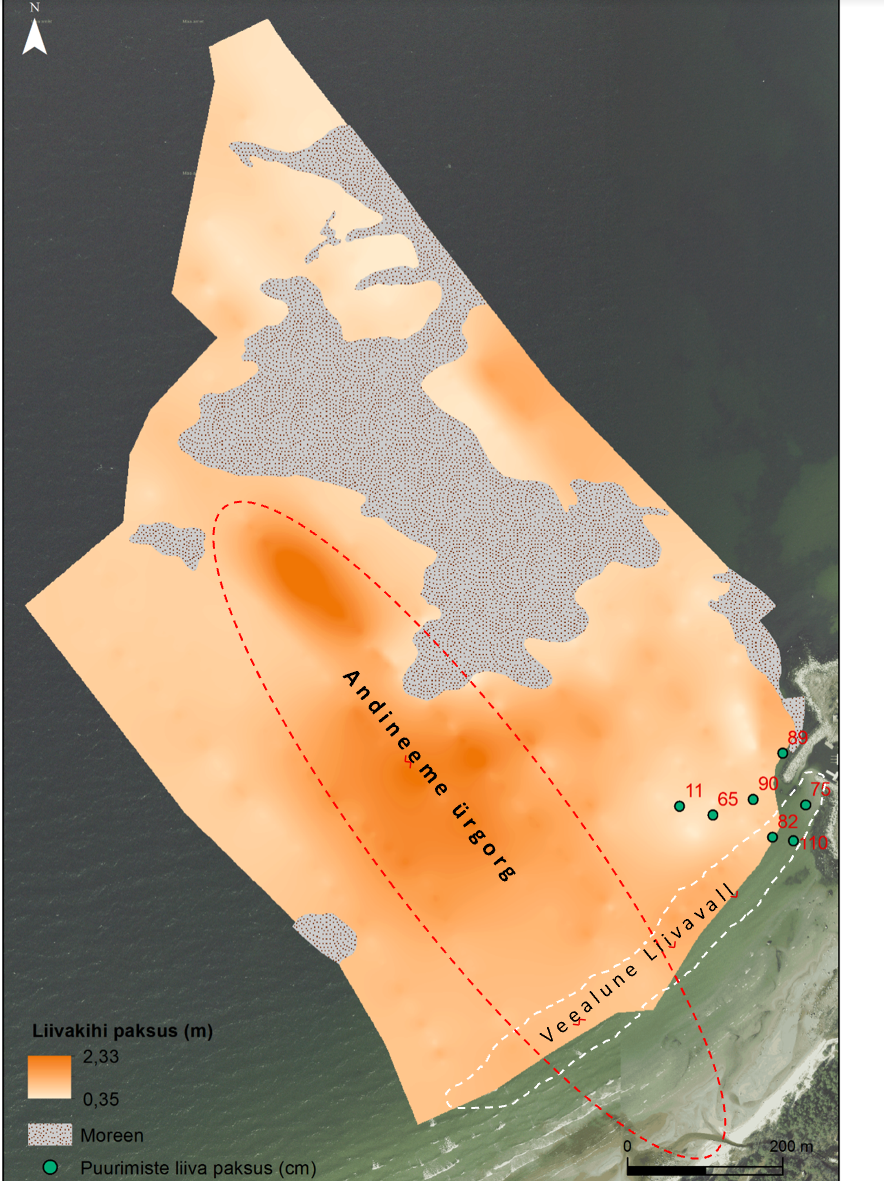 N
Andineeme ürgorg
89
11
65
90
75
82
110
Veealune Liivavall
Liivakihi paksus (m)
2,33
0,35
Moreen
Puurimiste liiva paksus (cm)
0
200 m